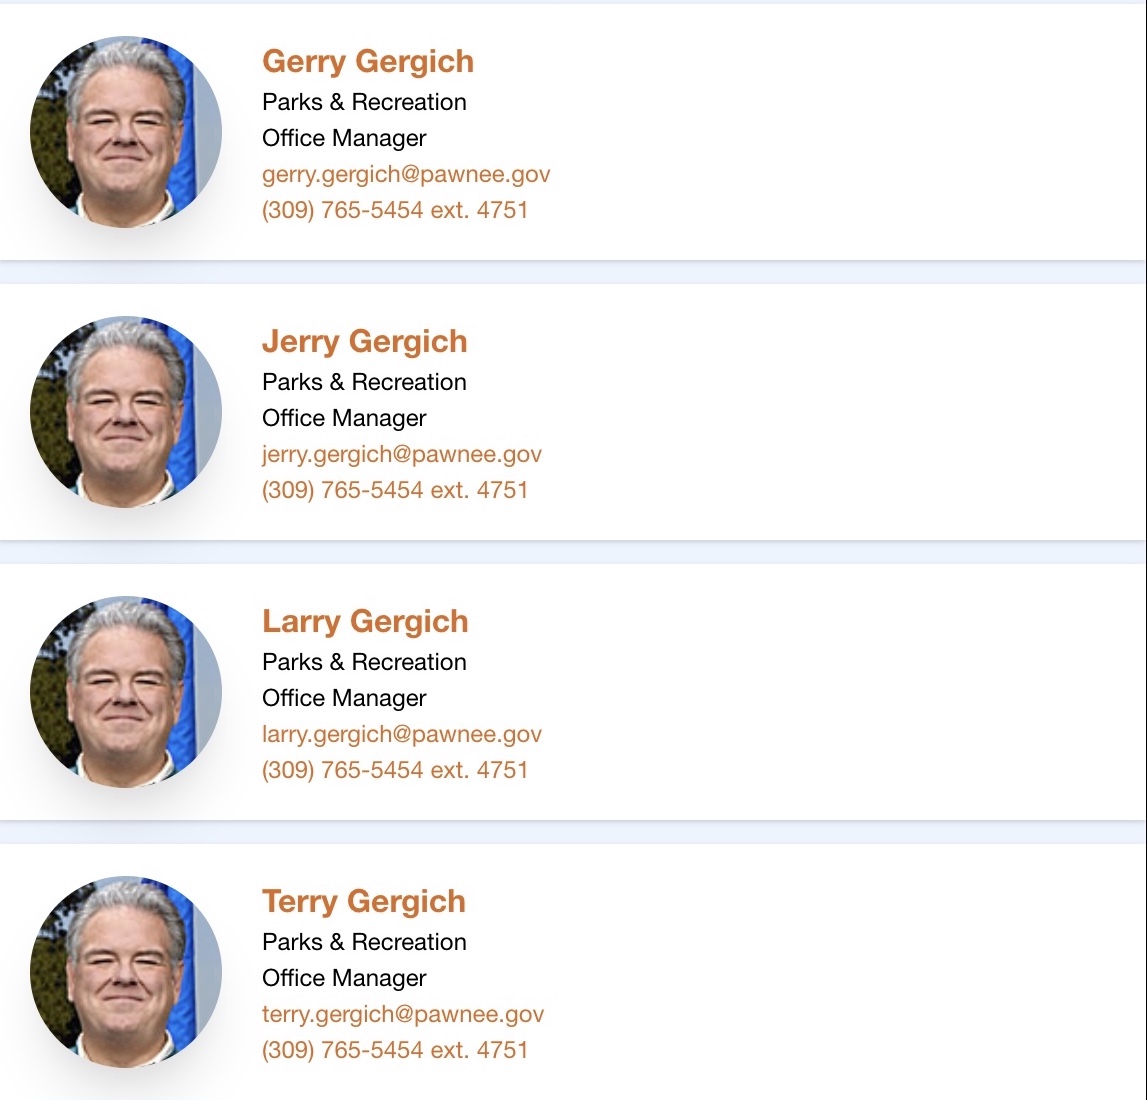 Gerry Gergich
Parks & Recreation
Office Manager
gerry.gergich@pawnee.gov
(309) 765-5454 ext. 4751
Jerry Gergich
Parks & Recreation
Office Manager
jerry.gergich@pawnee.gov
(309) 765-5454 ext. 4751
Larry Gergich
Parks & Recreation
Office Manager
larry.gergich@pawnee.gov
(309) 765-5454 ext. 4751
Terry Gergich
Parks & Recreation
Office Manager
terry.gergich@pawnee.gov
(309) 765-5454 ext. 4751